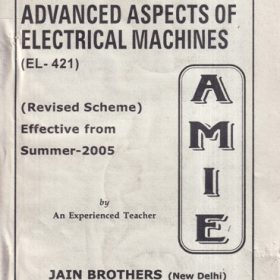 ADVANCED ASPECTS OF
ELECTRICAL MACHINES
(EL- 421)
(Revised Scheme)
Effective from
Summer-2005
A
M
I
E
by
An Experienced Teacher
JAIN BROTHERS (New Delhi)